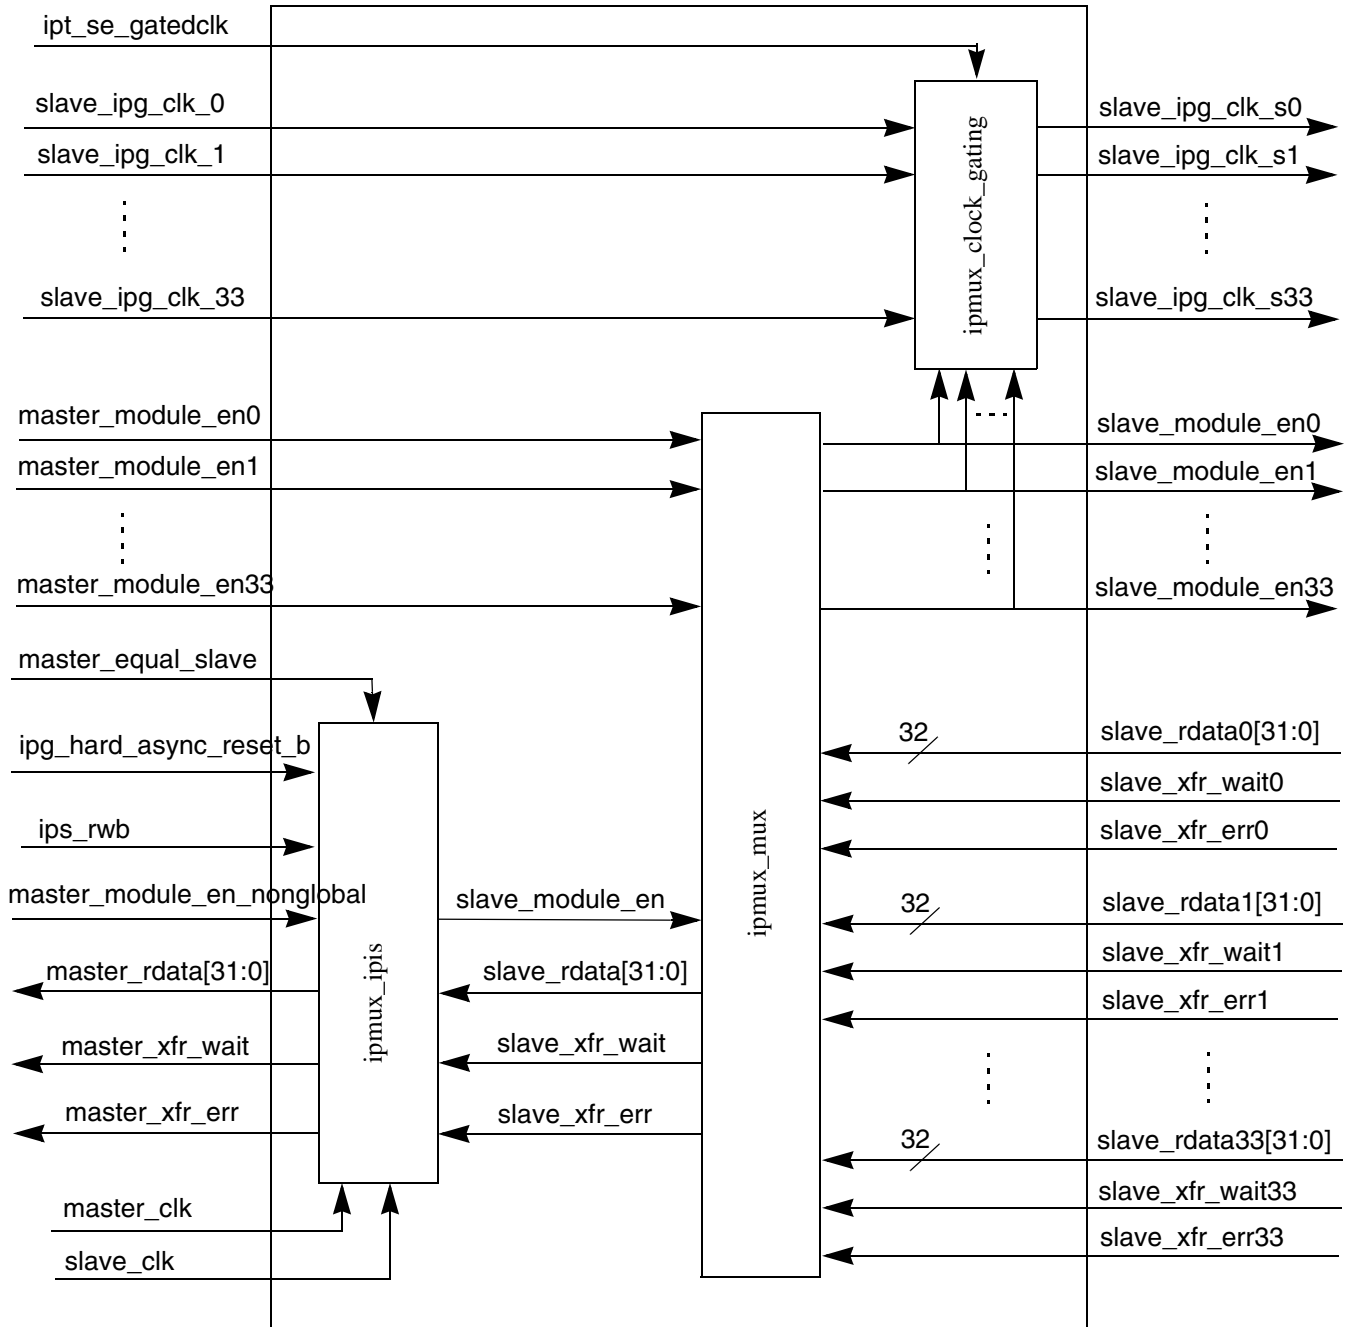 ipt_se_gatedclk
slave_ipg_clk_0
slave_ipg_clk_1
slave_ipg_clk_33
ipmux_clock_gating
slave_ipg_clk_s0
slave_ipg_clk_s1
slave_ipg_clk_s33
master_module_en0
master_module_en1
master_module_en33
slave_module_en0
slave_module_en1
slave_module_en33
master_equal_slave
ipg_hard_async_reset_b
ips_rwb
master_module_en_nonglobal
master_rdata[31:0]
master_xfr_wait
master_xfr_err
master_clk
slave_clk
ipmux_ipis
slave_module_en
slave_rdata[31:0]
slave_xfr_wait
slave_xfr_err
ipmux_mux
32
slave_rdata0[31:0]
slave_xfr_wait0
slave_xfr_err0
32
slave_rdata1[31:0]
slave_xfr_wait1
slave_xfr_err1
32
slave_rdata33[31:0]
slave_xfr_wait33
slave_xfr_err33